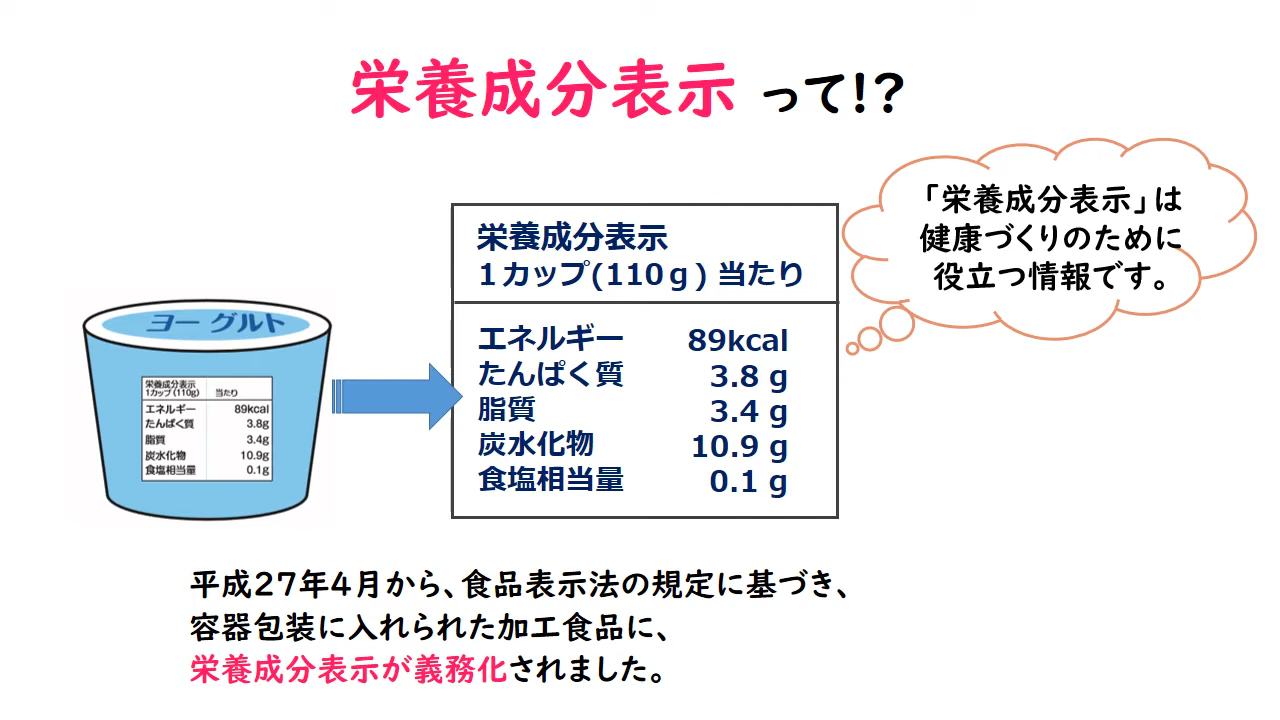 栄養成分表示 って!?
「栄養成分表示」は
健康づくりのために
役立つ情報です。
栄養成分表示
1カップ(110g) 当たり
エネルギー 89kcal
たんぱく質 3.8 g
脂質 3.4 g
炭水化物 10.9 g
食塩相当量 0.1 g
ヨーグルト
栄養成分表示
1カップ(110g) 当たり
エネルギー 89kcal
たんぱく質 3.8g
脂質 3.4g
炭水化物 10.9g
食塩相当量 0.1g
平成27年4月から、食品表示法の規定に基づき、
容器包装に入れられた加工食品に、
栄養成分表示が義務化されました。